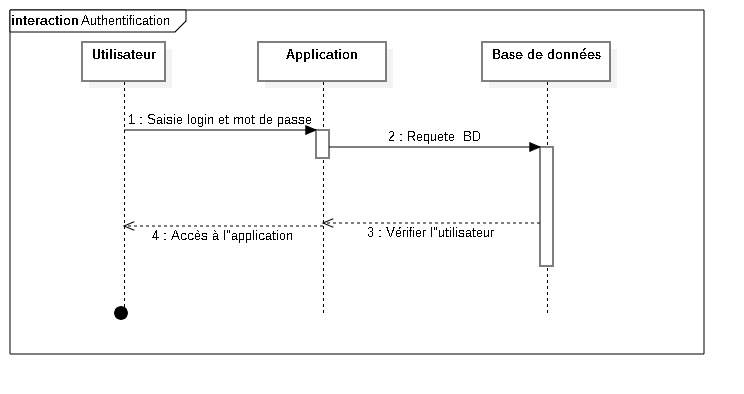 interaction Authentification
Utilisateur
Application
Base de données
1 : Saisie login et mot de passe
2 : Requete  BD
3 : Vérifier l"utilisateur
4 : Accès à l"application